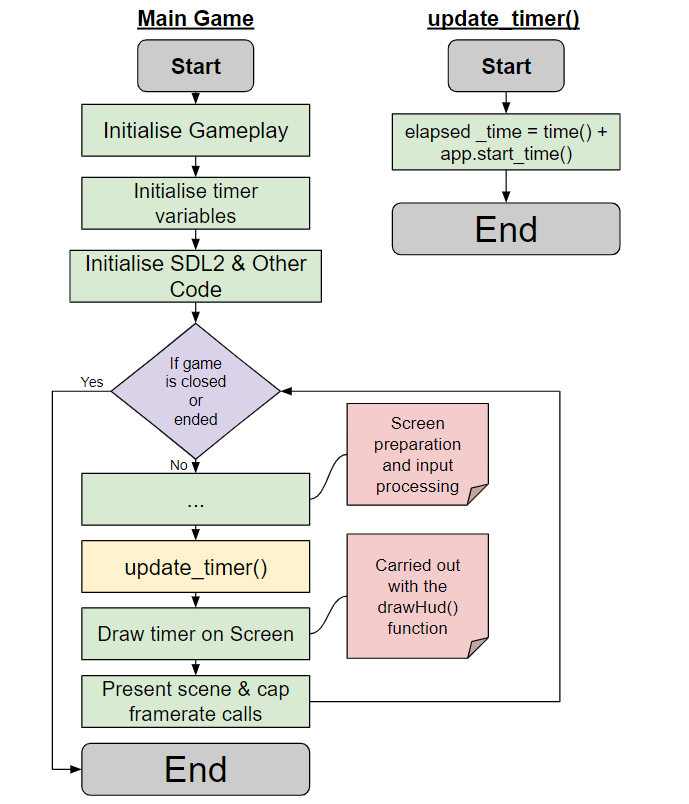 Main Game
Start
Initialise Gameplay
Initialise timer
variables
Initialise SDL2 & Other
Code
If game
is closed
or
ended
Yes
No
...
Screen
preparation
and input
processing
update_timer()
Draw timer on Screen
Carried out
with the
drawHud()
function
Present scene & cap
framerate calls
End
update_timer()
Start
elapsed _time = time() +
app.start_time()
End